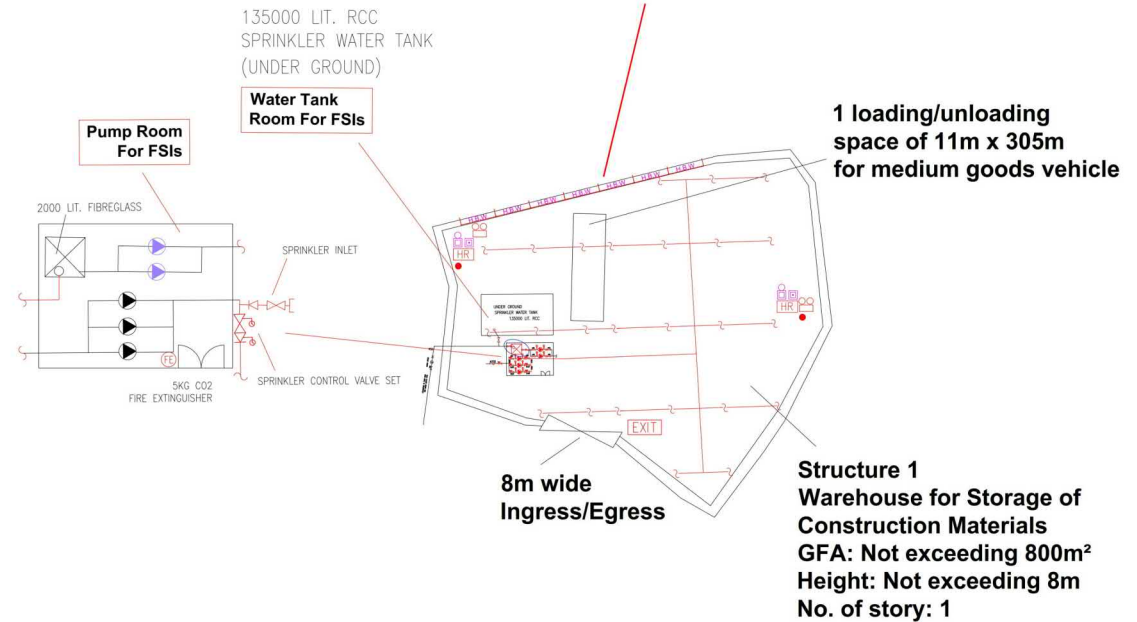 135000 LIT. RCC
SPRINKLER WATER TANK
(UNDER GROUND)
Water Tank
Room For FSIs
Pump Room
For FSIs
2000 LIT. FIBREGLASS
SPRINKLER INLET
FE
SPRINKLER CONTROL VALVE SET
5KG CO2
FIRE EXTINGUISHER
1 loading/unloading
space of 11m x 305m
for medium goods vehicle
H.B.W H.B.W H.B.W H.B.W H.B.W H.B.W
HR
HR
UNDER GROUND
SPRINKLER WATER TANK
135000 LIT. RCC
EXIT
8m wide
Ingress/Egress
Structure 1
Warehouse for Storage of
Construction Materials
GFA: Not exceeding 800m²
Height: Not exceeding 8m
No. of story: 1